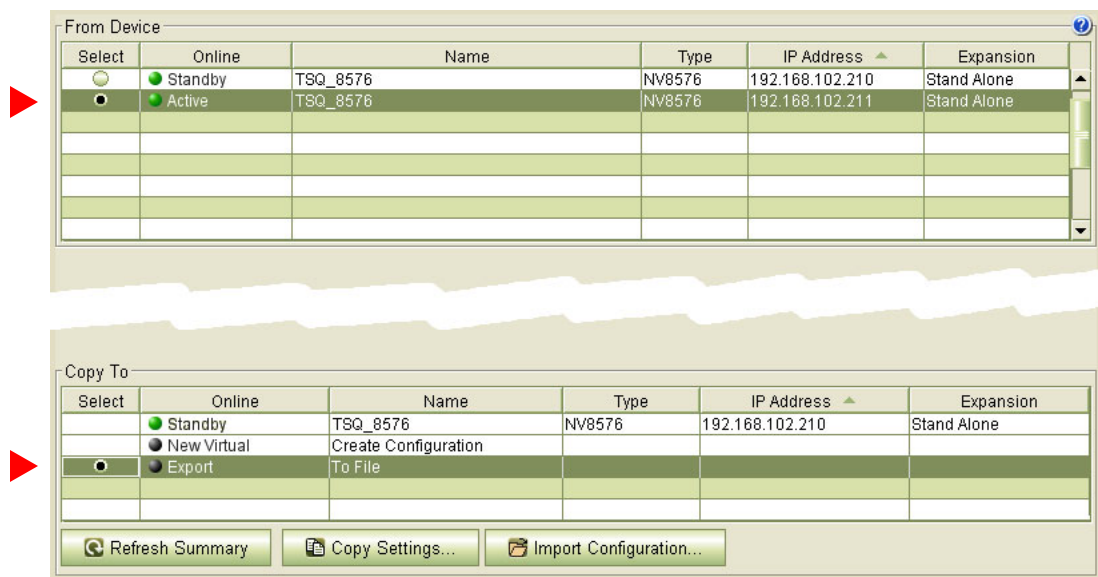 From Device
?
Select Online Name Type IP Address Expansion
Standby TSQ_8576 NV8576 192.168.102.210 Stand Alone
Active TSQ_8576 NV8576 192.168.102.211 Stand Alone
Copy To
Select Online Name Type IP Address Expansion
Standby TSQ_8576 NV8576 192.168.102.210 Stand Alone
New Virtual Create Configuration
Export To File
Refresh Summary Copy Settings... Import Configuration...